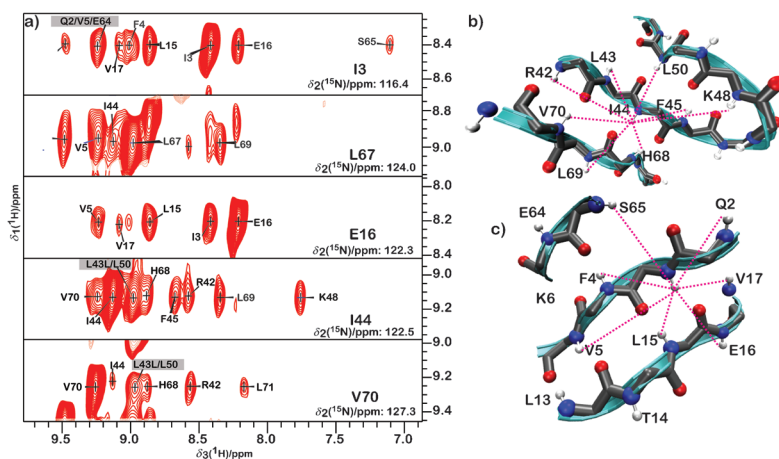 a)
Q2/V5/E64
F4
L15
V17
I3
E16
S65
I3
δ2(15N)/ppm: 116.4
8.4
8.6
I44
V5
L67
L69
L67
δ2(15N)/ppm: 124.0
8.8
9.0
V5
L15
V17
I3
E16
E16
δ2(15N)/ppm: 122.3
8.0
8.2
8.4
L43L/L50
H68
V70
I44
F45
R42
L69
K48
I44
δ2(15N)/ppm: 122.5
9.0
9.2
I44
L43L/L50
V70
H68
R42
L71
V70
δ2(15N)/ppm: 127.3
9.2
9.4
δ1(1H)/ppm
9.5
9.0
8.5
8.0
7.5
7.0
δ3(1H)/ppm
b)
L43
L50
R42
I44
F45
K48
V70
L69
H68
c)
E64
S65
Q2
F4
V17
K6
V5
L15
E16
L13
T14